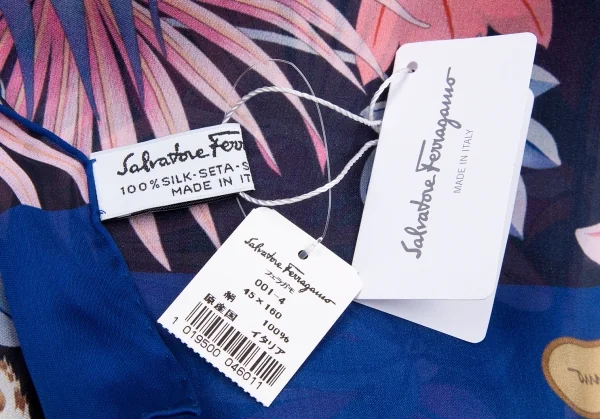 Salvatore Ferr
100%SILK-SETA-S
MADE IN IT
Salvatore Ferragamo
MADE IN ITALY
Salvatore Ferragamo
フェラガモ
001-4
45×160
絹 100%
原産国 イタリア
1 019500 046011